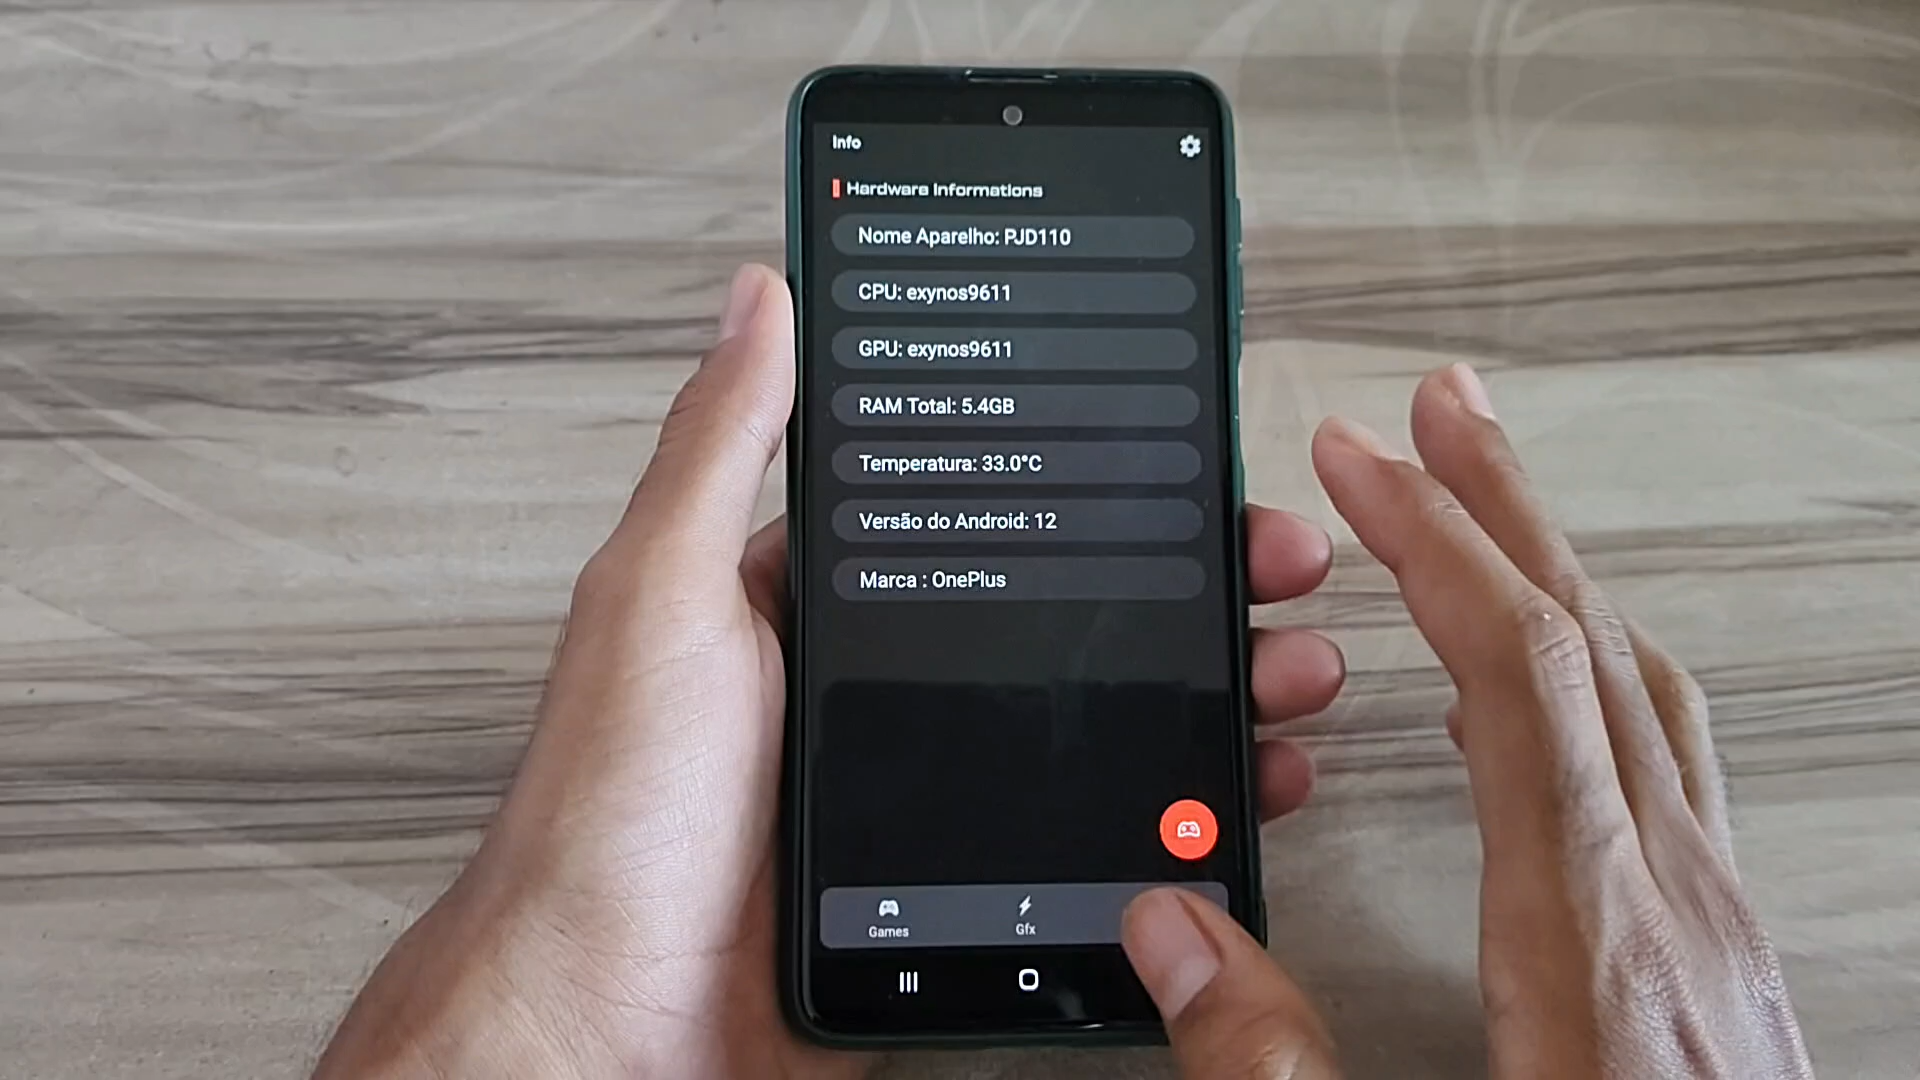 Info
Hardware Informations
Nome Aparelho: PJD110
CPU: exynos9611
GPU: exynos9611
RAM Total: 5.4GB
Temperatura: 33.0°C
Versão do Android: 12
Marca : OnePlus
Games
Gfx